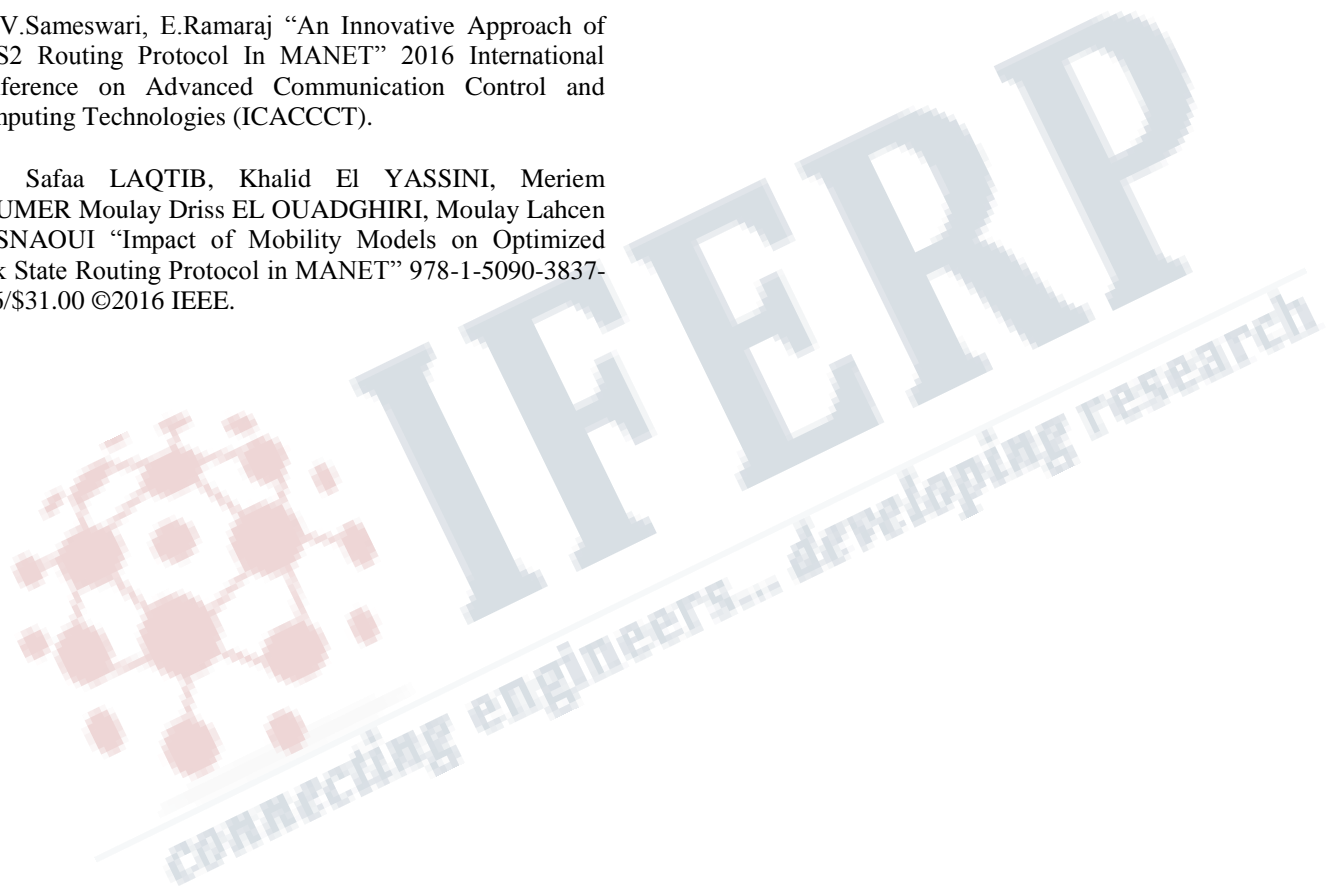 V.Sameswari, E.Ramaraj “An Innovative Approach of
S2 Routing Protocol In MANET” 2016 International
ference on Advanced Communication Control and
nputing Technologies (ICACCCT).
Safaa LAQTIB, Khalid El YASSINI, Meriem
UMER Moulay Driss EL OUADGHIRI, Moulay Lahcen
SNAOUI “Impact of Mobility Models on Optimized
k State Routing Protocol in MANET” 978-1-5090-3837-
6/$31.00 ©2016 IEEE.
IFERP
connecting engineers... developing research